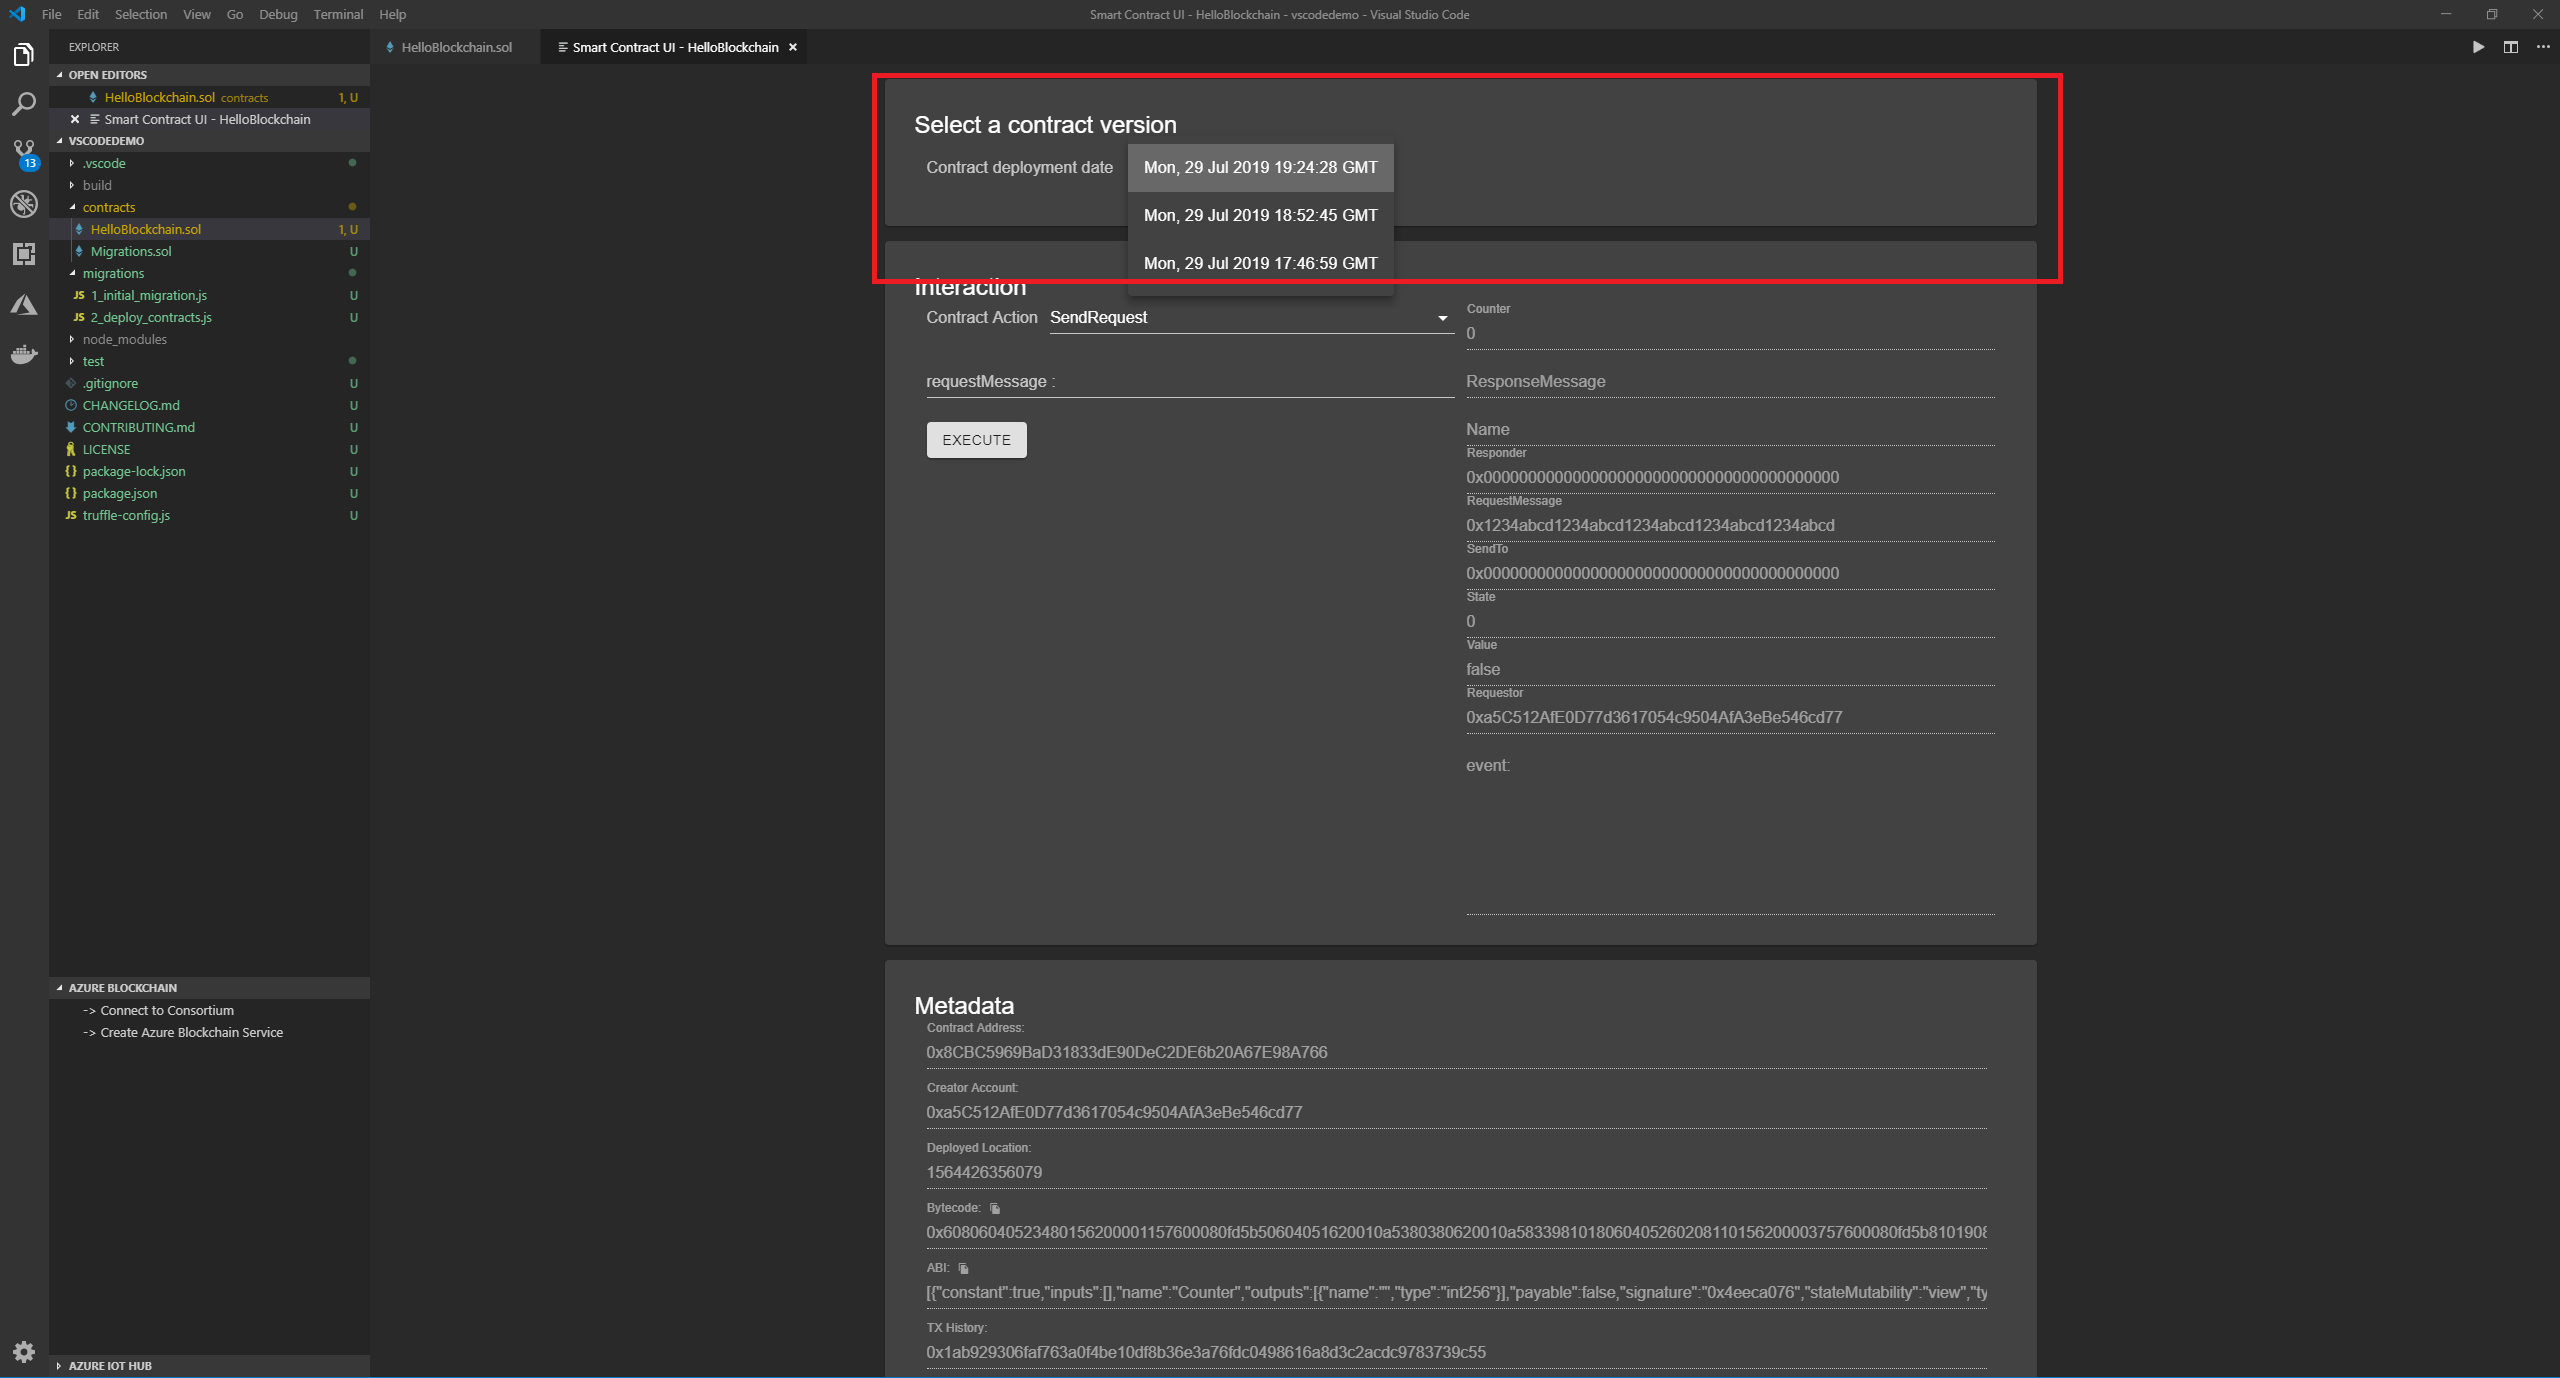 File Edit Selection View Go Debug Terminal Help
Smart Contract UI - HelloBlockchain - vscodedemo - Visual Studio Code
EXPLORER
HelloBlockchain.sol
Smart Contract UI - HelloBlockchain
OPEN EDITORS
HelloBlockchain.sol contracts 1, U
Smart Contract UI - HelloBlockchain
VSCODEDEMO
.vscode
build
contracts
HelloBlockchain.sol 1, U
Migrations.sol U
migrations
JS 1_initial_migration.js U
JS 2_deploy_contracts.js U
node_modules
test
.gitignore U
CHANGELOG.md U
CONTRIBUTING.md U
LICENSE U
{} package-lock.json U
{} package.json U
JS truffle-config.js U
13
AZURE BLOCKCHAIN
-> Connect to Consortium
-> Create Azure Blockchain Service
AZURE IOT HUB
Select a contract version
Contract deployment date
Mon, 29 Jul 2019 19:24:28 GMT
Mon, 29 Jul 2019 18:52:45 GMT
Mon, 29 Jul 2019 17:46:59 GMT
Interaction
Contract Action SendRequest
requestMessage :
EXECUTE
Counter
0
ResponseMessage
Name
Responder
0x0000000000000000000000000000000000000000
RequestMessage
0x1234abcd1234abcd1234abcd1234abcd1234abcd
SendTo
0x0000000000000000000000000000000000000000
State
0
Value
false
Requestor
0xa5C512AfE0D77d3617054c9504AfA3eBe546cd77
event:
Metadata
Contract Address:
0x8CBC5969BaD31833dE90DeC2DE6b20A67E98A766
Creator Account:
0xa5C512AfE0D77d3617054c9504AfA3eBe546cd77
Deployed Location:
1564426356079
Bytecode:
0x60806040523480156200001157600080fd5b50604051620010a5380380620010a5833981018060405260208110156200003757600080fd5b8101908
ABI:
[{"constant":true,"inputs":[],"name":"Counter","outputs":[{"name":"","type":"int256"}],"payable":false,"signature":"0x4eeca076","stateMutability":"view","ty
TX History:
0x1ab929306faf763a0f4be10df8b36e3a76fdc0498616a8d3c2acdc9783739c55